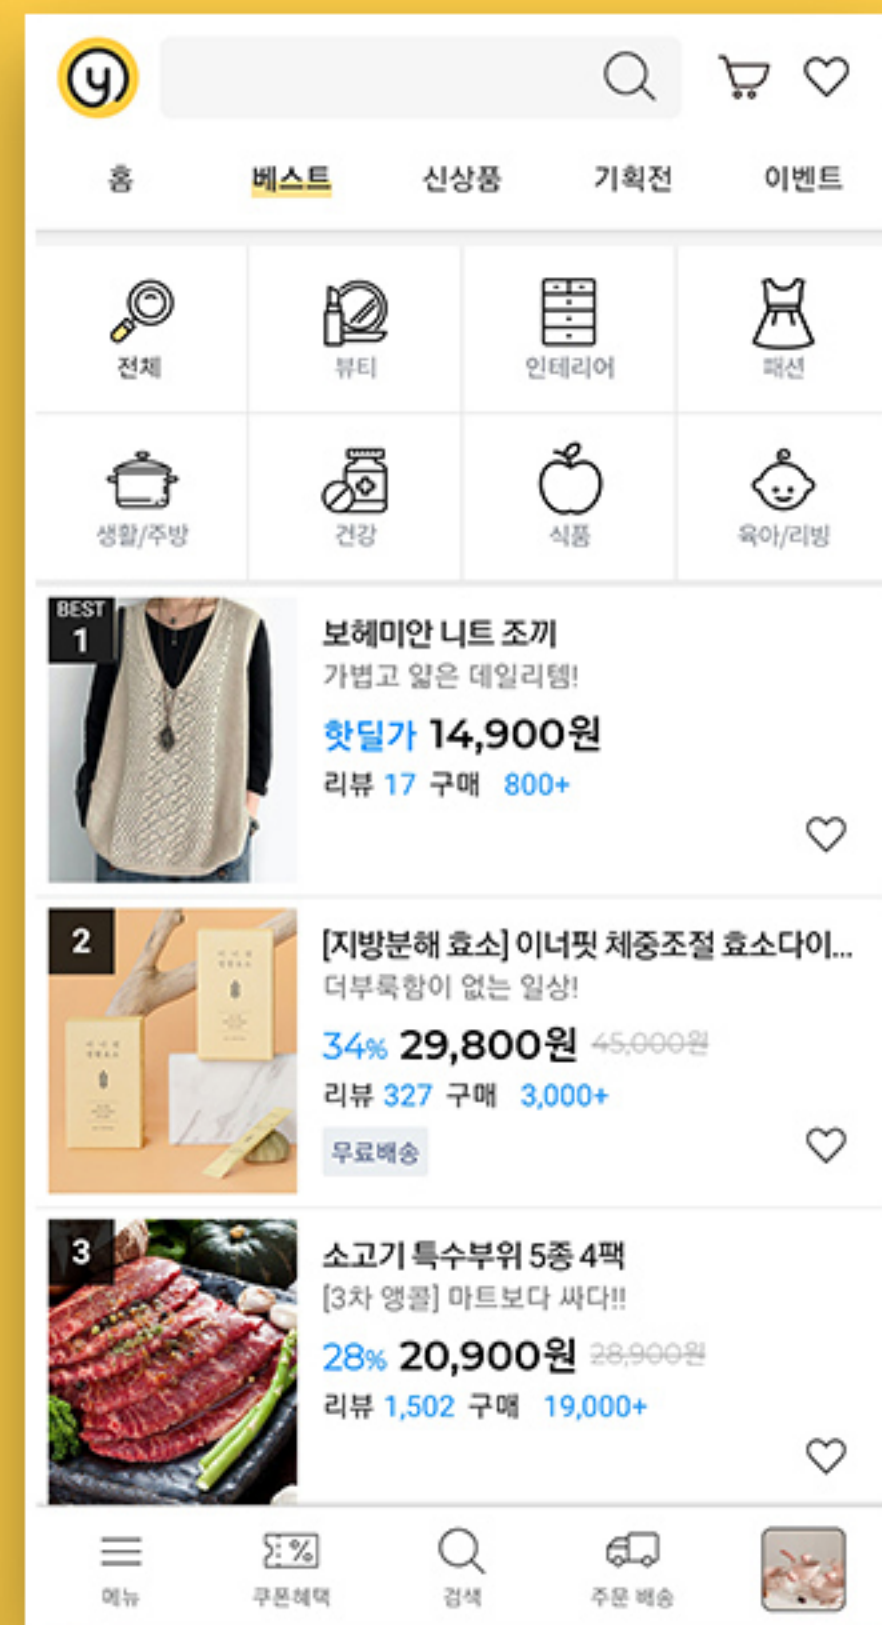 y
홈 베스트 신상품 기획전 이벤트
전체 뷰티 인테리어 패션
생활/주방 건강 식품 육아/리빙
BEST
1
보헤미안 니트 조끼
가볍고 얇은 데일리템!
핫딜가 14,900원
리뷰 17 구매 800+
2
[지방분해 효소] 이너핏 체중조절 효소다이...
더부룩함이 없는 일상!
34% 29,800원 45,000원
리뷰 327 구매 3,000+
무료배송
3
소고기 특수부위 5종 4팩
[3차 앵콜] 마트보다 싸다!!
28% 20,900원 28,900원
리뷰 1,502 구매 19,000+
메뉴 쿠폰혜택 검색 주문 배송